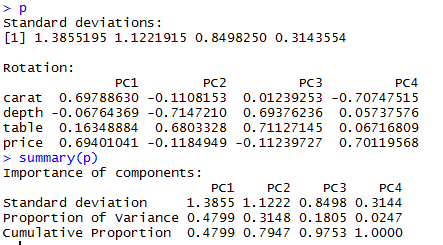 > p
Standard deviations:
[1] 1.3855195 1.1221915 0.8498250 0.3143554
Rotation:
PC1 PC2 PC3 PC4
carat 0.69788630 -0.1108153 0.01239253 -0.70747515
depth -0.06764369 -0.7147210 0.69376236 0.05737576
table 0.16348884 0.6803328 0.71127145 0.06716809
price 0.69401041 -0.1184949 -0.11239727 0.70119568
> summary(p)
Importance of components:
PC1 PC2 PC3 PC4
Standard deviation 1.3855 1.1222 0.8498 0.3144
Proportion of Variance 0.4799 0.3148 0.1805 0.0247
Cumulative Proportion 0.4799 0.7947 0.9753 1.0000